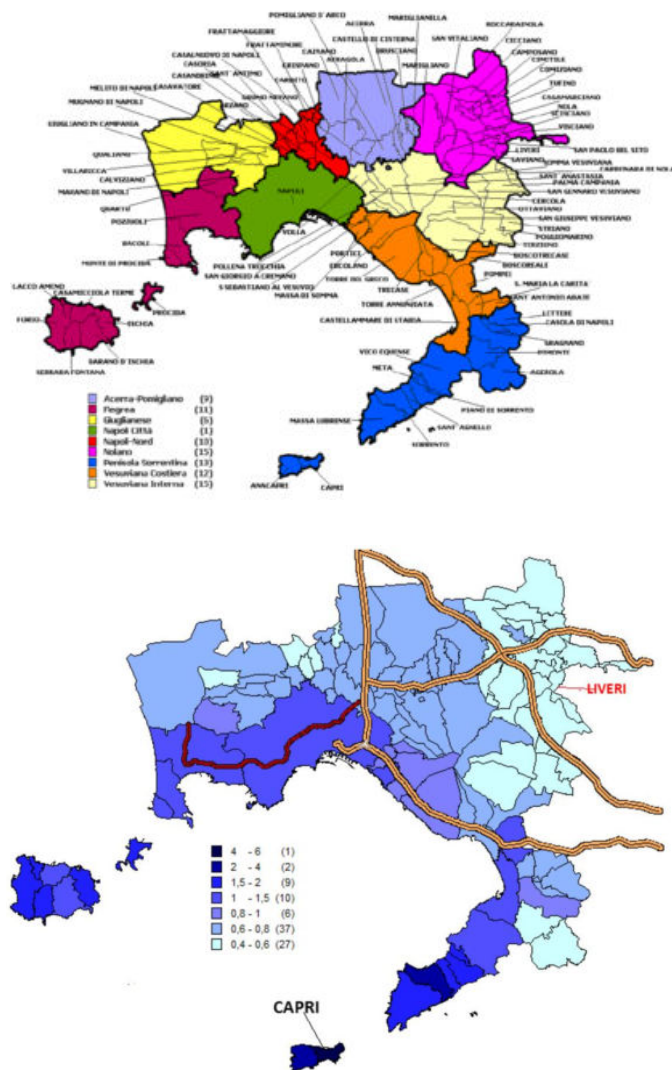 POMIGLIANO D'ARCO
ACERRA
MARIGLIANELLA
CASTELLO DI CISTERNA
BRUSCIANO
MARIGLIANO
SAN VITALIANO
ROCCARAINOLA
CICCIANO
CAMPOSANO
CIMITILE
COMIZIANO
TUFINO
CASAMARCIANO
NOLA
VISCIANO
LIVERI
SAN PAOLO BEL SITO
SAVIANO
SOMMA VESUVIANA
CARBONARA DI NOLA
SANT' ANASTASIA
PALMA CAMPANIA
SAN GENNARO VESUVIANO
CERCOLA
OTTAVIANO
SAN GIUSEPPE VESUVIANO
STRIANO
POGGIOMARINO
TERZIGNO
BOSCOTRECASE
BOSCOREALE
POMPEI
S. MARIA LA CARITA'
SANT' ANTONIO ABATE
LETTERE
CASOLA DI NAPOLI
GRAGNANO
PIMONTE
AGEROLA
FRATTAMAGGIORE
FRATTAMINORE
CASALNUOVO DI NAPOLI
CAIVANO
AFRAGOLA
CRISPANO
CARDITO
CASORIA
SANT' ANTIMO
CASANDRINO
GRUMO NEVANO
ARZANO
CASAVATORE
MELITO DI NAPOLI
MUGNANO DI NAPOLI
GIUGLIANO IN CAMPANIA
QUALIANO
VILLARICCA
CALVIZZANO
MARANO DI NAPOLI
QUARTO
POZZUOLI
BACOLI
MONTE DI PROCIDA
NAPOLI
VOLLA
POLLENA TROCCHIA
SAN GIORGIO A CREMANO
S SEBASTIANO AL VESUVIO
MASSA DI SOMMA
PORTICI
ERCOLANO
TORRE DEL GRECO
TRECASE
TORRE ANNUNZIATA
CASTELLAMMARE DI STABIA
LACCO AMENO
CASAMICCIOLA TERME
FORIO
PROCIDA
ISCHIA
BARANO D'ISCHIA
SERRARA FONTANA
VICO EQUENSE
META
PIANO DI SORRENTO
MASSA LUBRENSE
SANT' AGNELLO
SORRENTO
ANACAPRI
CAPRI
Acerra-Pomigliano (9)
Flegrea (11)
Giuglianese (6)
Napoli Città (1)
Napoli-Nord (10)
Nolano (15)
Penisola Sorrentina (13)
Vesuviana Costiera (12)
Vesuviana Interna (15)
LIVERI
4 - 6 (1)
2 - 4 (2)
1,5 - 2 (9)
1 - 1,5 (10)
0,8 - 1 (6)
0,6 - 0,8 (37)
0,4 - 0,6 (27)
CAPRI